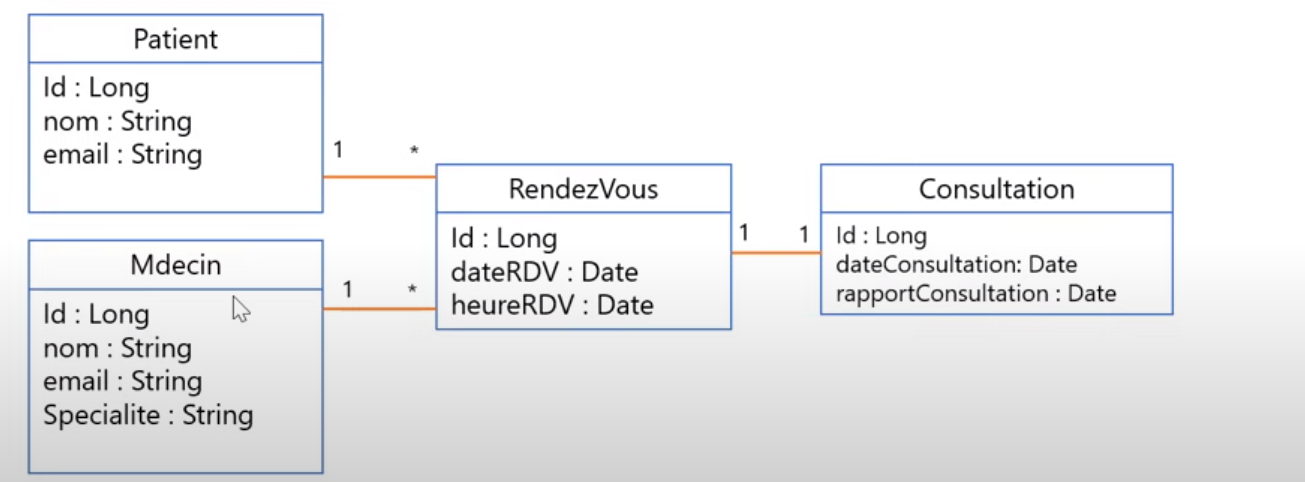 Patient
Id : Long
nom : String
email : String
1 *
RendezVous
Id : Long
dateRDV : Date
heureRDV : Date
1 1
Consultation
Id : Long
dateConsultation: Date
rapportConsultation : Date
Mdecin
Id : Long
nom : String
email : String
Specialite : String
1 *